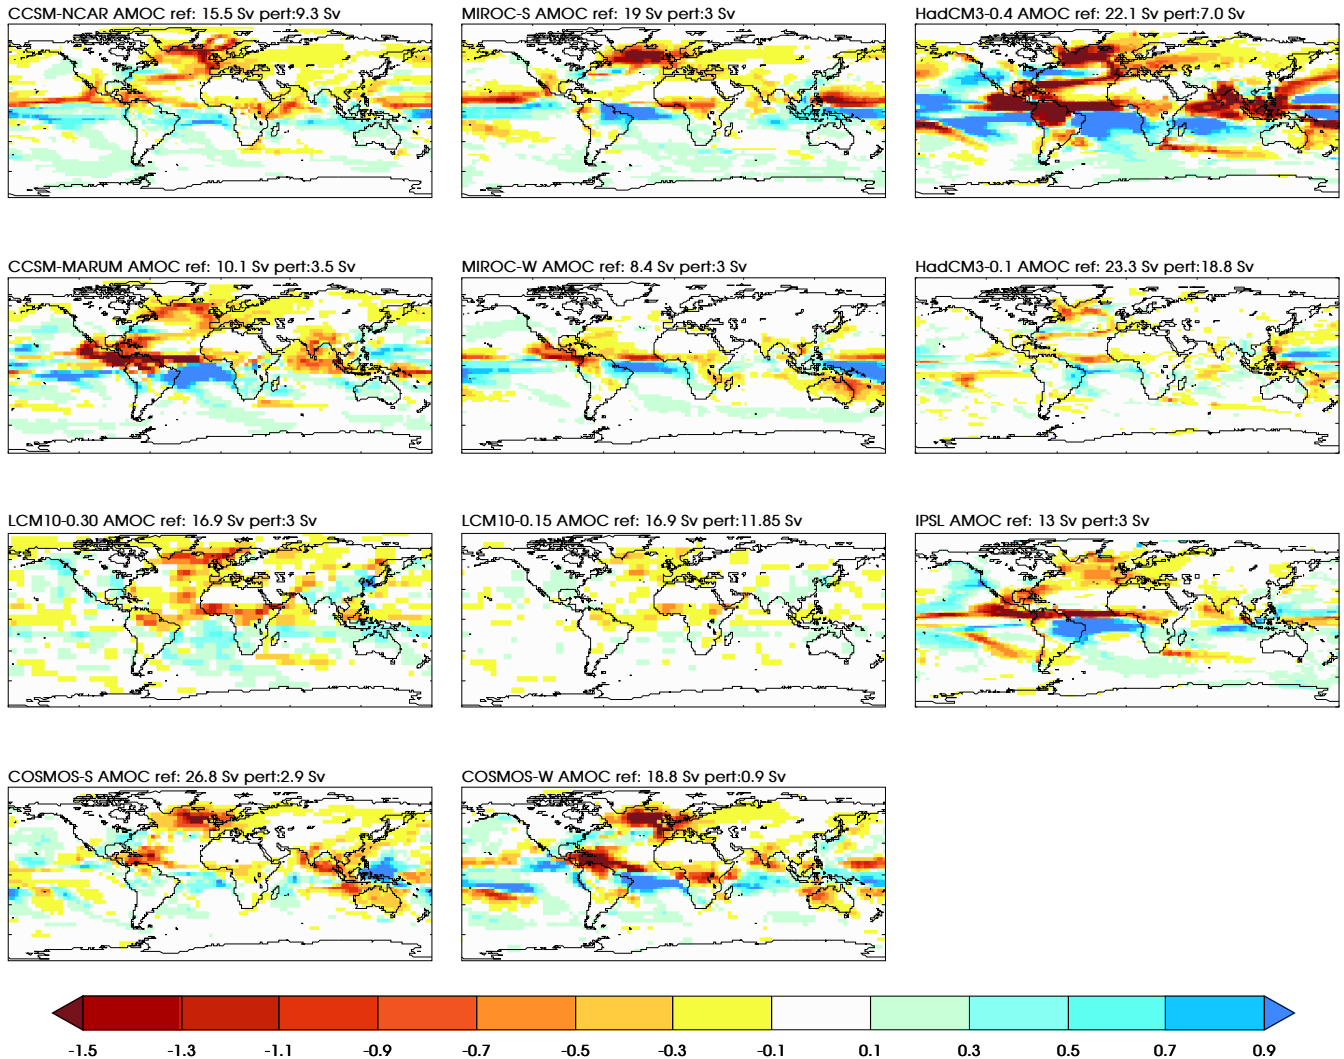 CCSM-NCAR AMOC ref: 15.5 Sv pert:9.3 Sv
MIROC-S AMOC ref: 19 Sv pert:3 Sv
HadCM3-0.4 AMOC ref: 22.1 Sv pert:7.0 Sv
CCSM-MARUM AMOC ref: 10.1 Sv pert:3.5 Sv
MIROC-W AMOC ref: 8.4 Sv pert:3 Sv
HadCM3-0.1 AMOC ref: 23.3 Sv pert:18.8 Sv
LCM10-0.30 AMOC ref: 16.9 Sv pert:3 Sv
LCM10-0.15 AMOC ref: 16.9 Sv pert:11.85 Sv
IPSL AMOC ref: 13 Sv pert:3 Sv
COSMOS-S AMOC ref: 26.8 Sv pert:2.9 Sv
COSMOS-W AMOC ref: 18.8 Sv pert:0.9 Sv
-1.5 -1.3 -1.1 -0.9 -0.7 -0.5 -0.3 -0.1 0.1 0.3 0.5 0.7 0.9